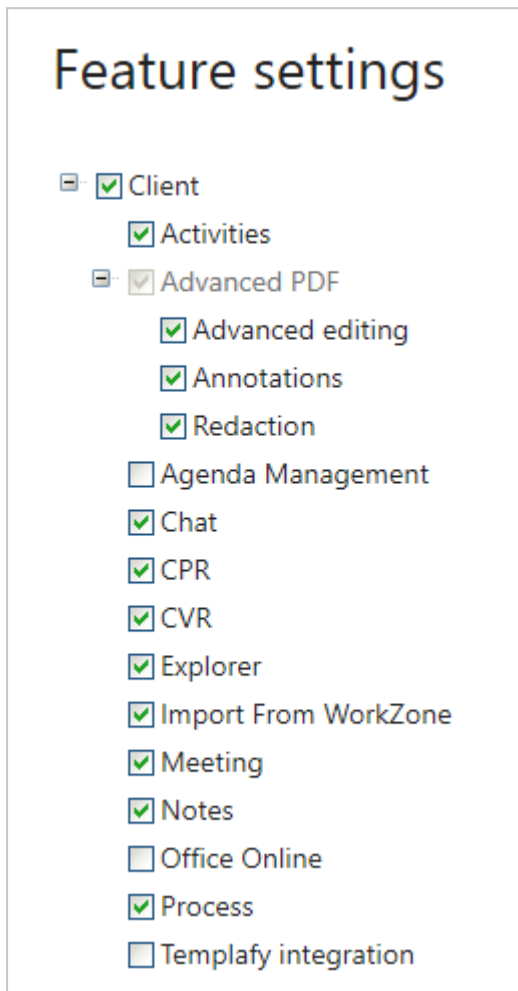 Feature settings
Client
Activities
Advanced PDF
Advanced editing
Annotations
Redaction
Agenda Management
Chat
CPR
CVR
Explorer
Import From WorkZone
Meeting
Notes
Office Online
Process
Templafy integration